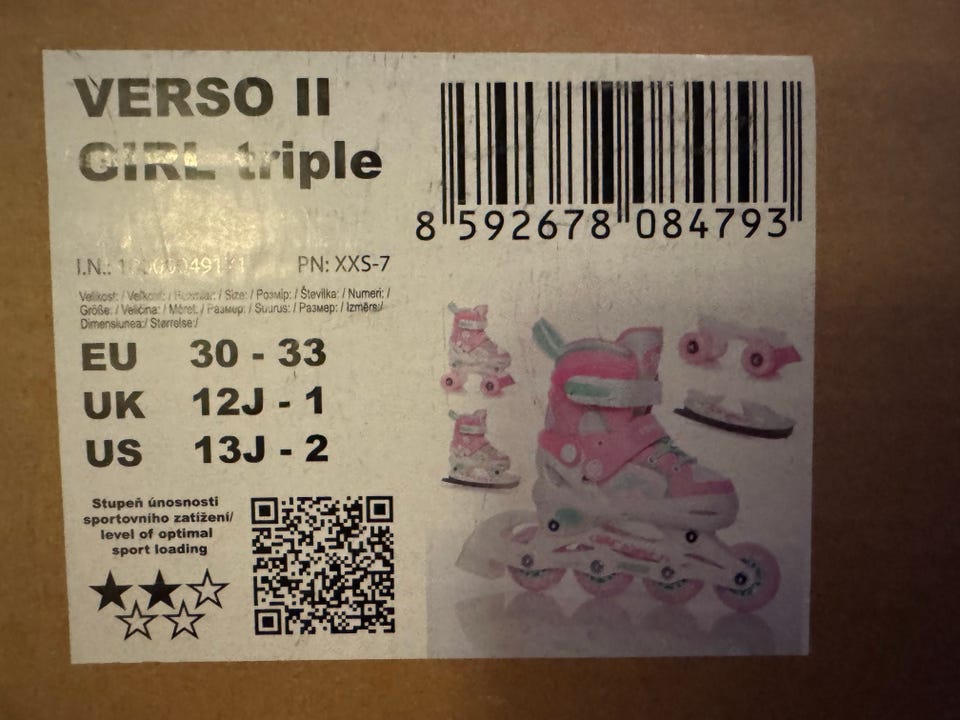 VERSO II
GIRL triple
8 592678 084793
I.N.:
PN: XXS-7
Velikost: / Veľkosť: / Rozmiar: / Size: / Розмір: / Številka: / Numeri: /
Größe: / Veličina: / Méret: / Размер: / Suurus: / Размер: / Izmērs:/
Dimensiunea:/ Størrelse:/
EU 30 - 33
UK 12J - 1
US 13J - 2
Stupeň únosnosti
sportovního zatížení/
level of optimal
sport loading